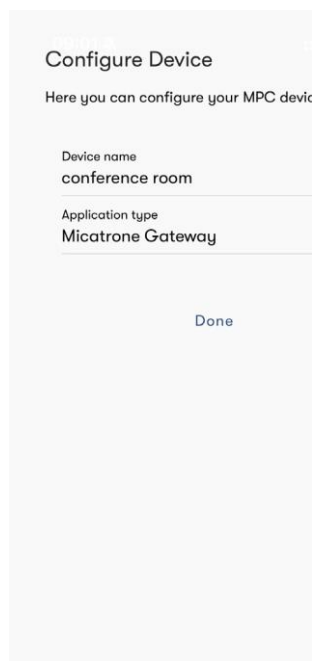 Configure Device
Here you can configure your MPC devic
Device name
conference room
Application type
Micatrone Gateway
Done